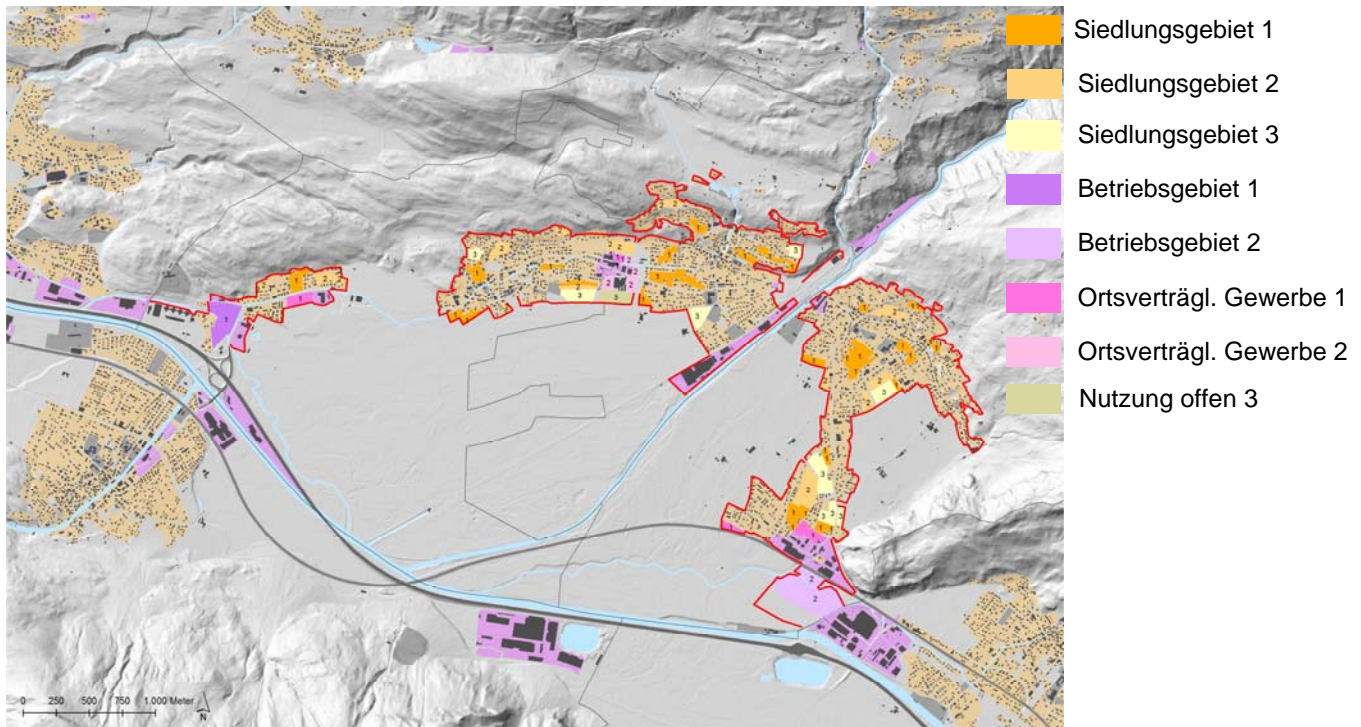 Siedlungsgebiet 1
Siedlungsgebiet 2
Siedlungsgebiet 3
Betriebsgebiet 1
Betriebsgebiet 2
Ortsverträgl. Gewerbe 1
Ortsverträgl. Gewerbe 2
Nutzung offen 3
0 250 500 750 1.000 Meter
N